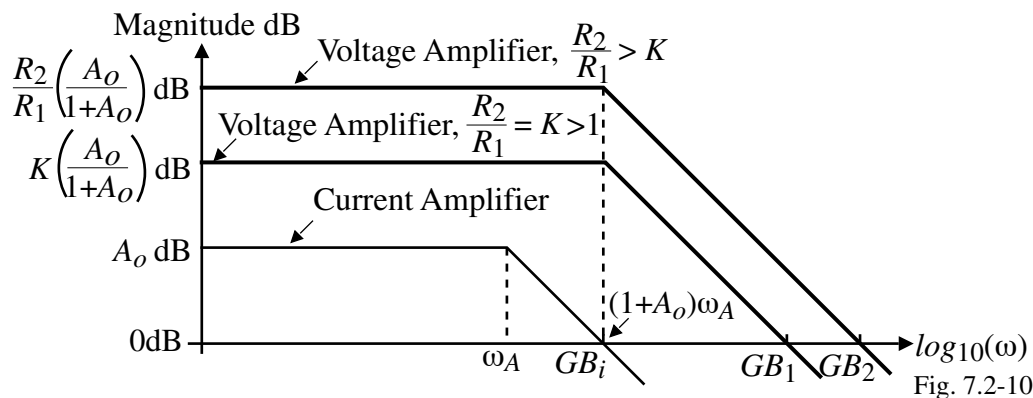 Magnitude dB
Voltage Amplifier, R2/R1 > K
R2/R1 (Ao/1+Ao) dB
Voltage Amplifier, R2/R1 = K >1
K (Ao/1+Ao) dB
Current Amplifier
Ao dB
(1+Ao)ωA
0dB
ωA
GBi
GB1
GB2
log10(ω)
Fig. 7.2-10